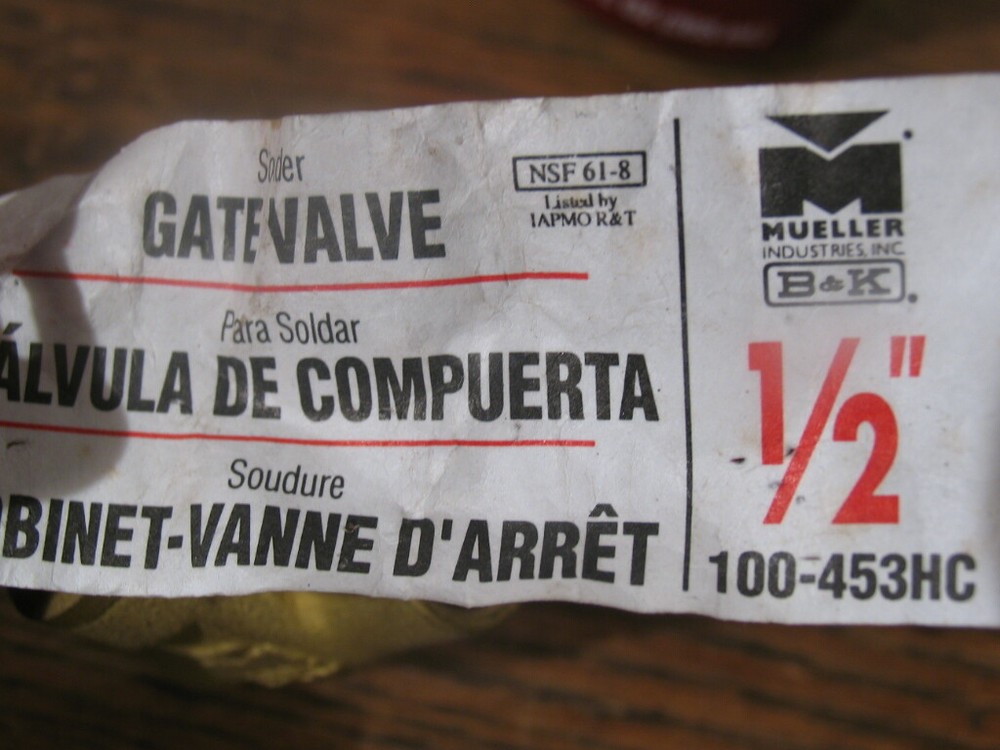 Solder
GATE VALVE
NSF 61-8
Listed by
IAPMO R&T
Para Soldar
ÁLVULA DE COMPUERTA
Soudure
OBINET-VANNE D'ARRÊT
M
MUELLER
INDUSTRIES, INC
B&K
1/2"
100-453HC